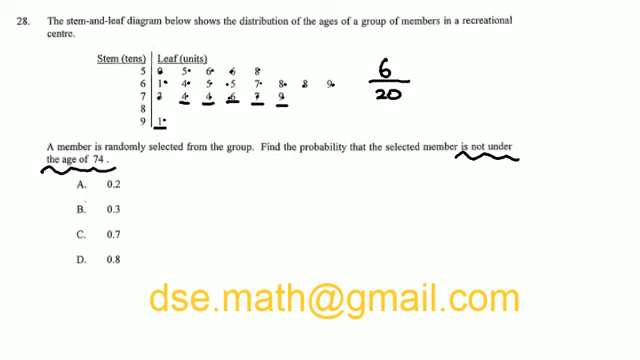 28. The stem-and-leaf diagram below shows the distribution of the ages of a group of members in a recreational
centre.
Stem (tens) Leaf (units)
5 0 5 6 6 8
6 1 4 5 5 7 8 8 9
7 2 4 4 6 7 9
8
9 1
6
20
A member is randomly selected from the group. Find the probability that the selected member is not under
the age of 74 .
A. 0.2
B. 0.3
C. 0.7
D. 0.8
dse.math@gmail.com